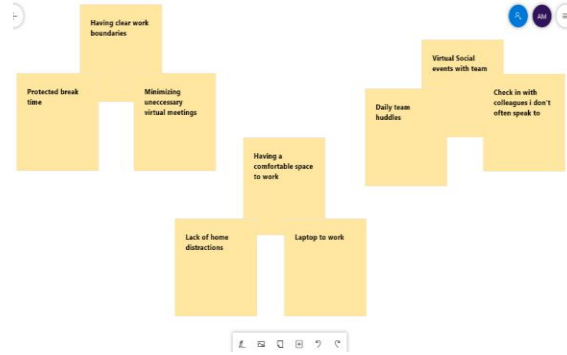 AM
Having clear work
boundaries
Protected break
time
Minimizing
uneccessary
virtual meetings
Virtual Social
events with team
Daily team
huddles
Check in with
colleagues i don't
often speak to
Having a
comfortable space
to work
Lack of home
distractions
Laptop to work